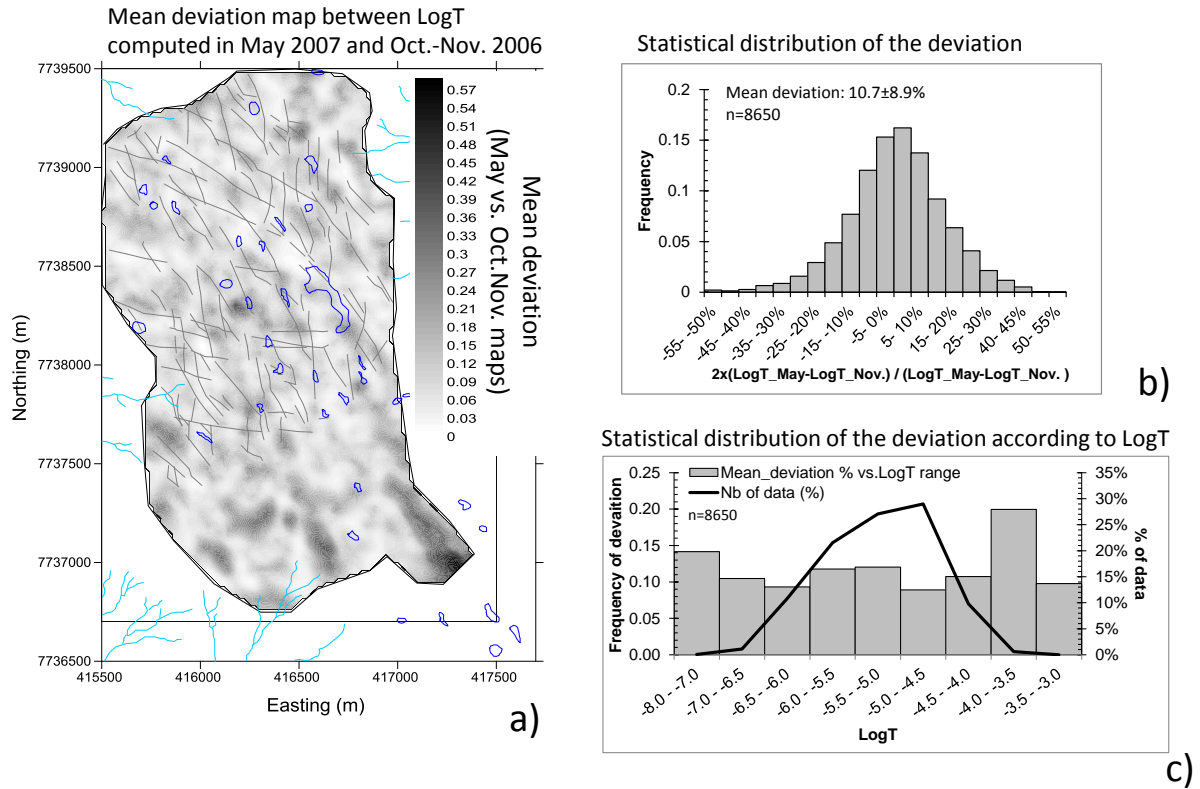 Mean deviation map between LogT
computed in May 2007 and Oct.-Nov. 2006
7739500
7739000
7738500
7738000
7737500
7737000
7736500
Northing (m)
415500
416000
416500
417000
417500
Easting (m)
0.57
0.54
0.51
0.48
0.45
0.42
0.39
0.36
0.33
0.3
0.27
0.24
0.21
0.18
0.15
0.12
0.09
0.06
0.03
0
Mean deviation
(May vs. Oct.Nov. maps)
a)
Statistical distribution of the deviation
Mean deviation: 10.7±8.9%
n=8650
0.2
0.15
0.1
0.05
0
Frequency
-55--50%
-45--40%
-35--30%
-25--20%
-15--10%
-5- 0%
5- 10%
15- 20%
25- 30%
40- 45%
50- 55%
2x(LogT_May-LogT_Nov.) / (LogT_May-LogT_Nov. )
b)
Statistical distribution of the deviation according to LogT
Mean_deviation % vs.LogT range
Nb of data (%)
n=8650
0.25
0.20
0.15
0.10
0.05
0.00
Frequency of devaition
35%
30%
25%
20%
15%
10%
5%
0%
% of data
-8.0 - -7.0
-7.0 - -6.5
-6.5 - -6.0
-6.0 - -5.5
-5.5 - -5.0
-5.0 - -4.5
-4.5 - -4.0
-4.0 - -3.5
-3.5 - -3.0
LogT
c)